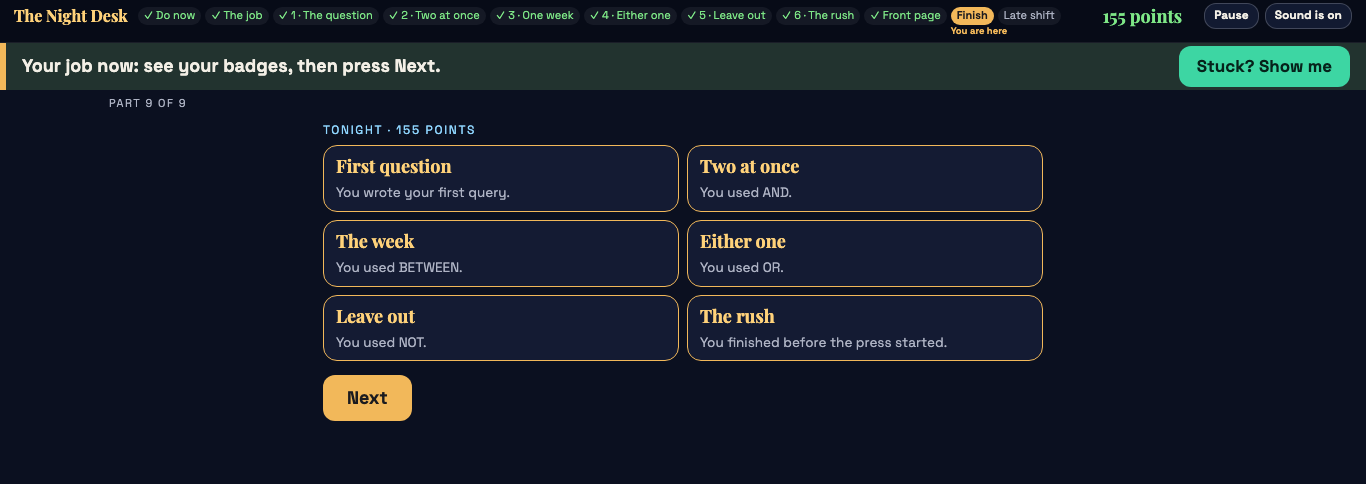 The Night Desk ✓ Do now ✓ The job ✓ 1 · The question ✓ 2 · Two at once ✓ 3 · One week ✓ 4 · Either one ✓ 5 · Leave out ✓ 6 · The rush ✓ Front page Finish Late shift 155 points Pause Sound is on
You are here
Your job now: see your badges, then press Next. Stuck? Show me
PART 9 OF 9
TONIGHT · 155 POINTS
First question
You wrote your first query.
Two at once
You used AND.
The week
You used BETWEEN.
Either one
You used OR.
Leave out
You used NOT.
The rush
You finished before the press started.
Next